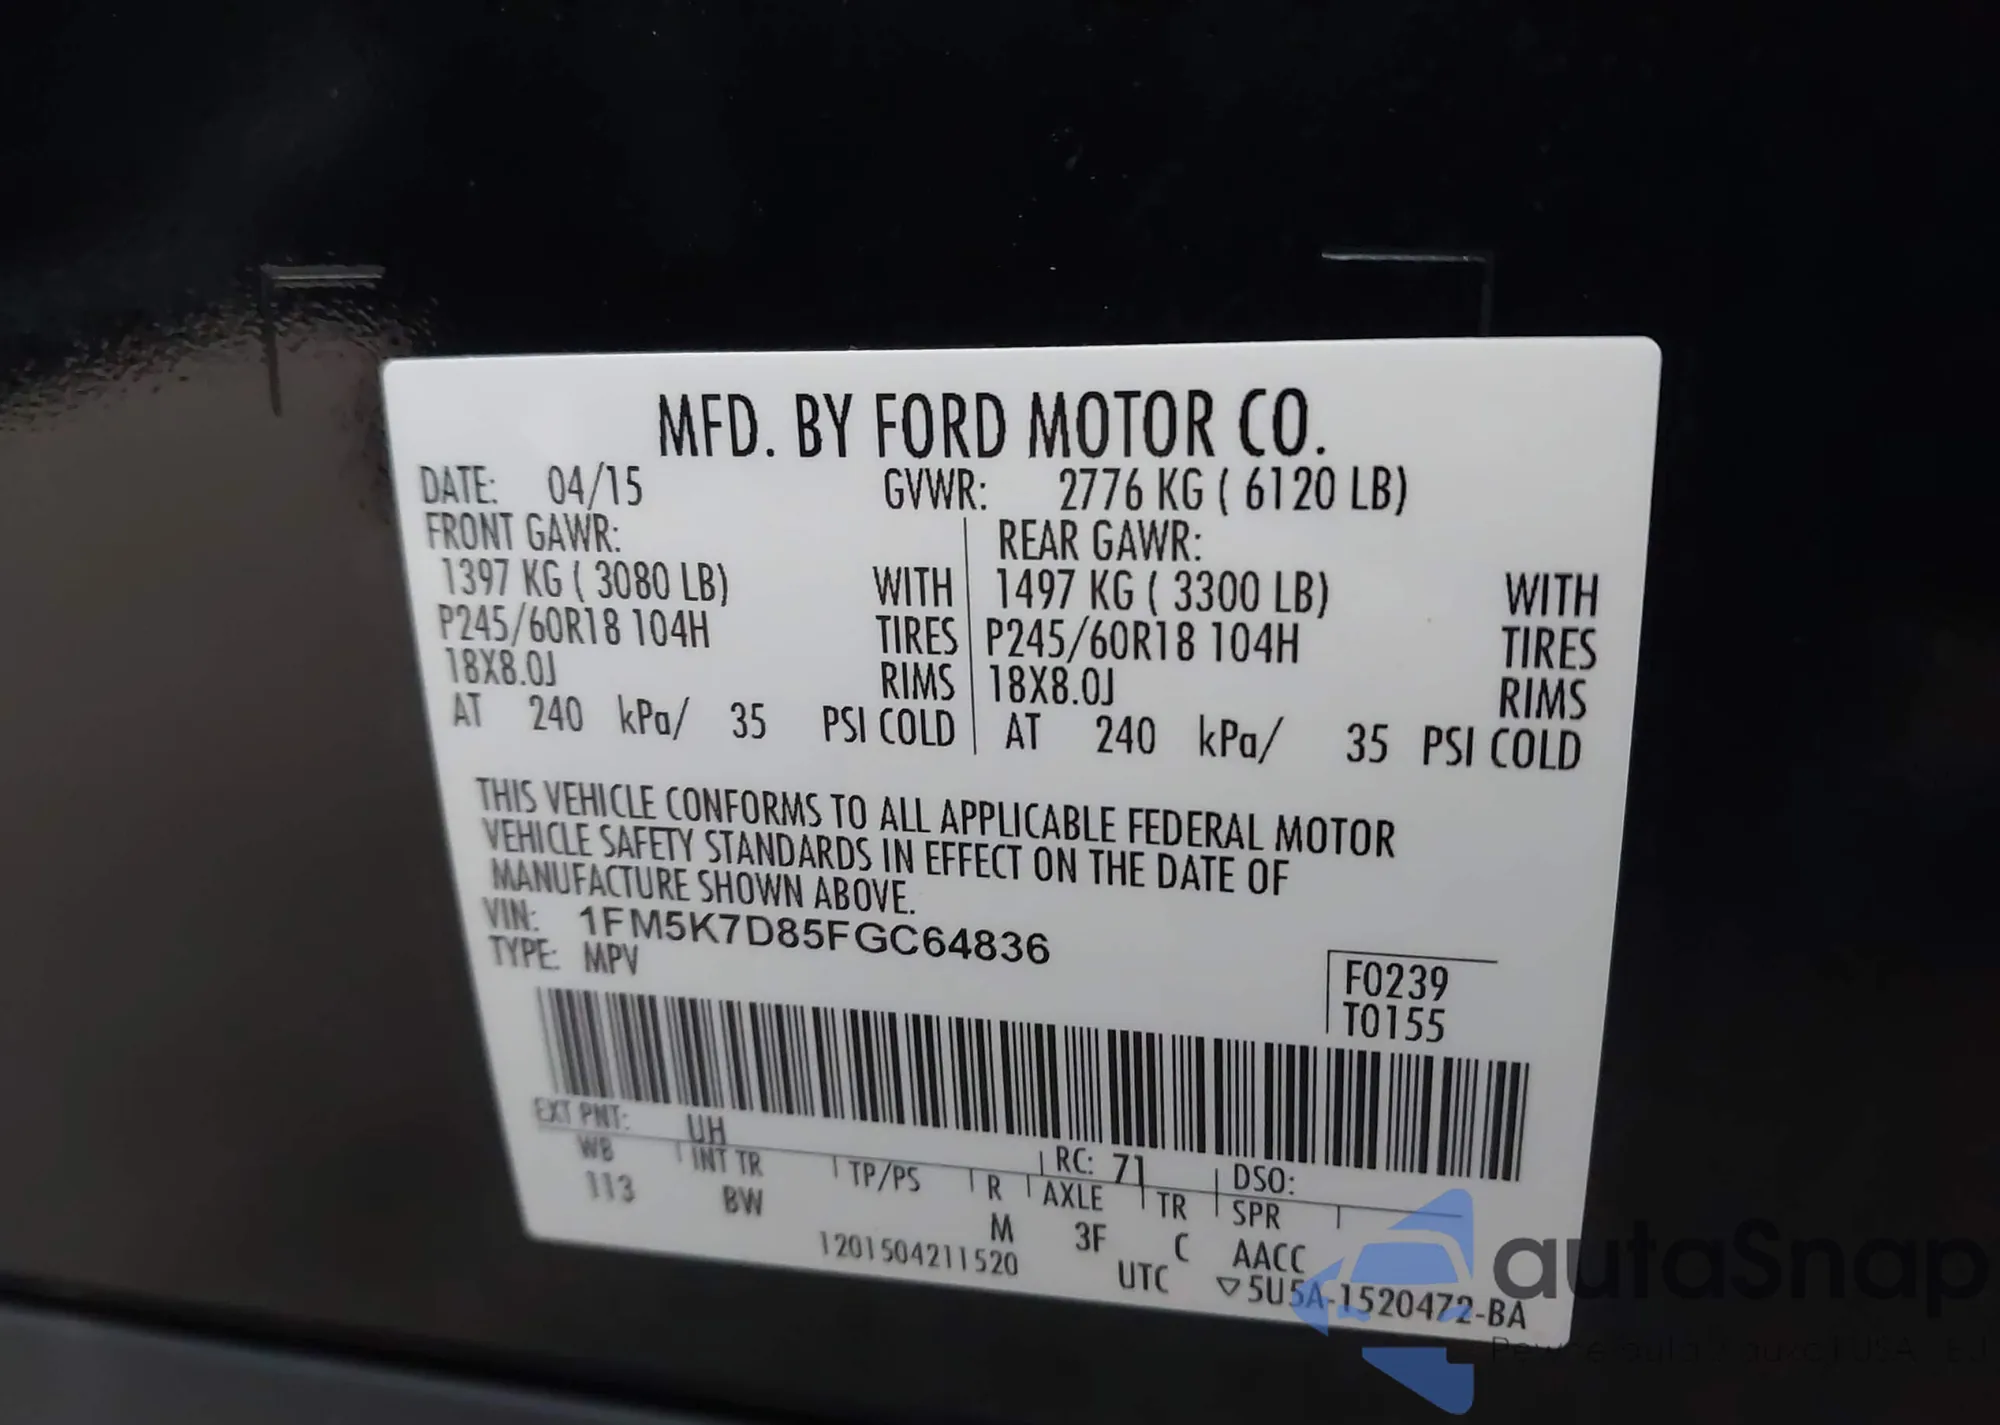 MFD. BY FORD MOTOR CO.
DATE: 04/15 GVWR: 2776 KG ( 6120 LB)
FRONT GAWR: REAR GAWR:
1397 KG ( 3080 LB) WITH 1497 KG ( 3300 LB) WITH
P245/60R18 104H TIRES P245/60R18 104H TIRES
18X8.0J RIMS 18X8.0J RIMS
AT 240 kPa/ 35 PSI COLD AT 240 kPa/ 35 PSI COLD
THIS VEHICLE CONFORMS TO ALL APPLICABLE FEDERAL MOTOR
VEHICLE SAFETY STANDARDS IN EFFECT ON THE DATE OF
MANUFACTURE SHOWN ABOVE.
VIN: 1FM5K7D85FGC64836
TYPE: MPV
F0239
T0155
EXT PNT: UH RC: 71 DSO:
WB INT TR TP/PS R AXLE TR SPR
113 BW M 3F C AACC
1201504211520 UTC ▽5U5A-1520472-BA
autaSnap